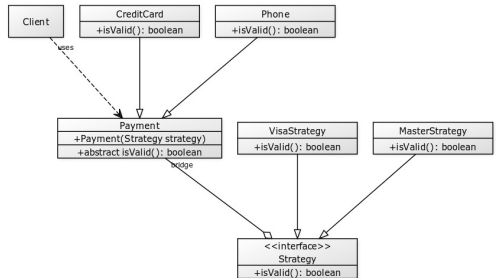 Client
CreditCard
+isValid(): boolean
Phone
+isValid(): boolean
uses
Payment
+Payment(Strategy strategy)
+abstract isValid(): boolean
VisaStrategy
+isValid(): boolean
MasterStrategy
+isValid(): boolean
bridge
<<interface>>
Strategy
+isValid(): boolean